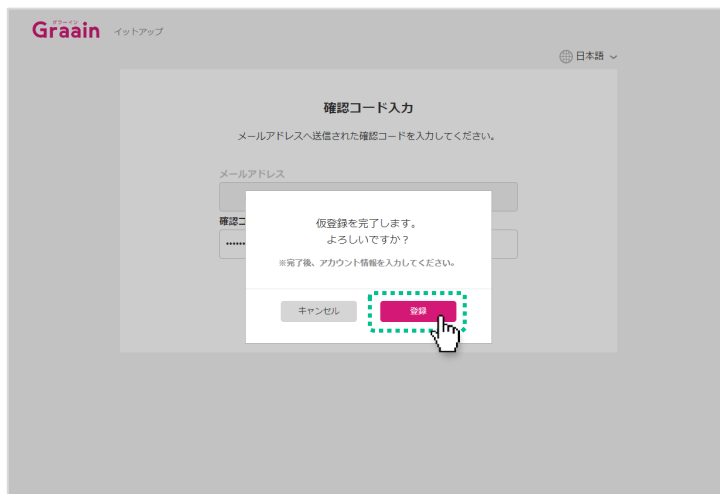 グラーイン
Graain イットアップ
日本語
確認コード入力
メールアドレスへ送信された確認コードを入力してください。
メールアドレス
確認コ
仮登録を完了します。
よろしいですか？
※完了後、アカウント情報を入力してください。
キャンセル 登録